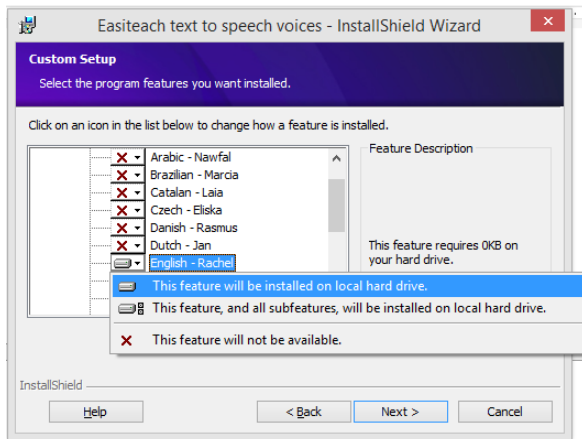 Easiteach text to speech voices - InstallShield Wizard
Custom Setup
Select the program features you want installed.
Click on an icon in the list below to change how a feature is installed.
Feature Description
Arabic - Nawfal
Brazilian - Marcia
Catalan - Laia
Czech - Eliska
Danish - Rasmus
Dutch - Jan
English - Rachel
This feature requires 0KB on
your hard drive.
This feature will be installed on local hard drive.
This feature, and all subfeatures, will be installed on local hard drive.
This feature will not be available.
InstallShield
Help
< Back
Next >
Cancel